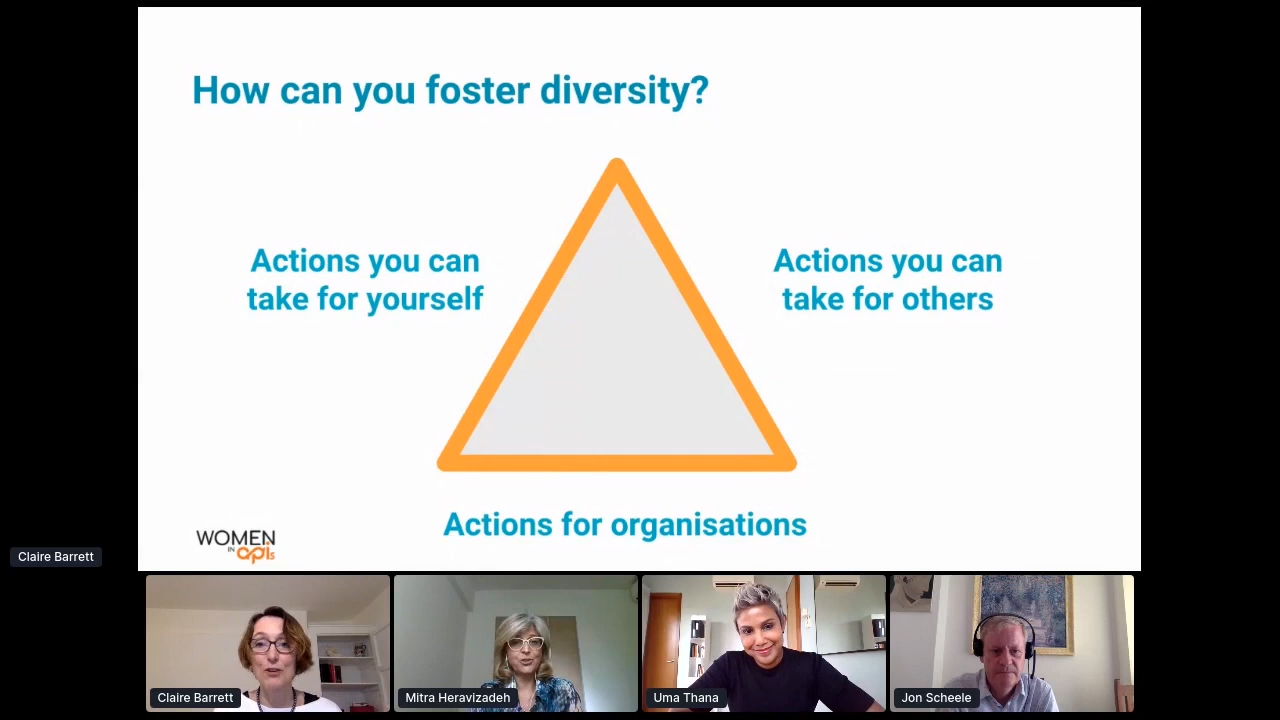 How can you foster diversity?
Actions you can
take for yourself
Actions you can
take for others
Actions for organisations
WOMEN
IN apis
Claire Barrett
Claire Barrett
Mitra Heravizadeh
Uma Thana
Jon Scheele